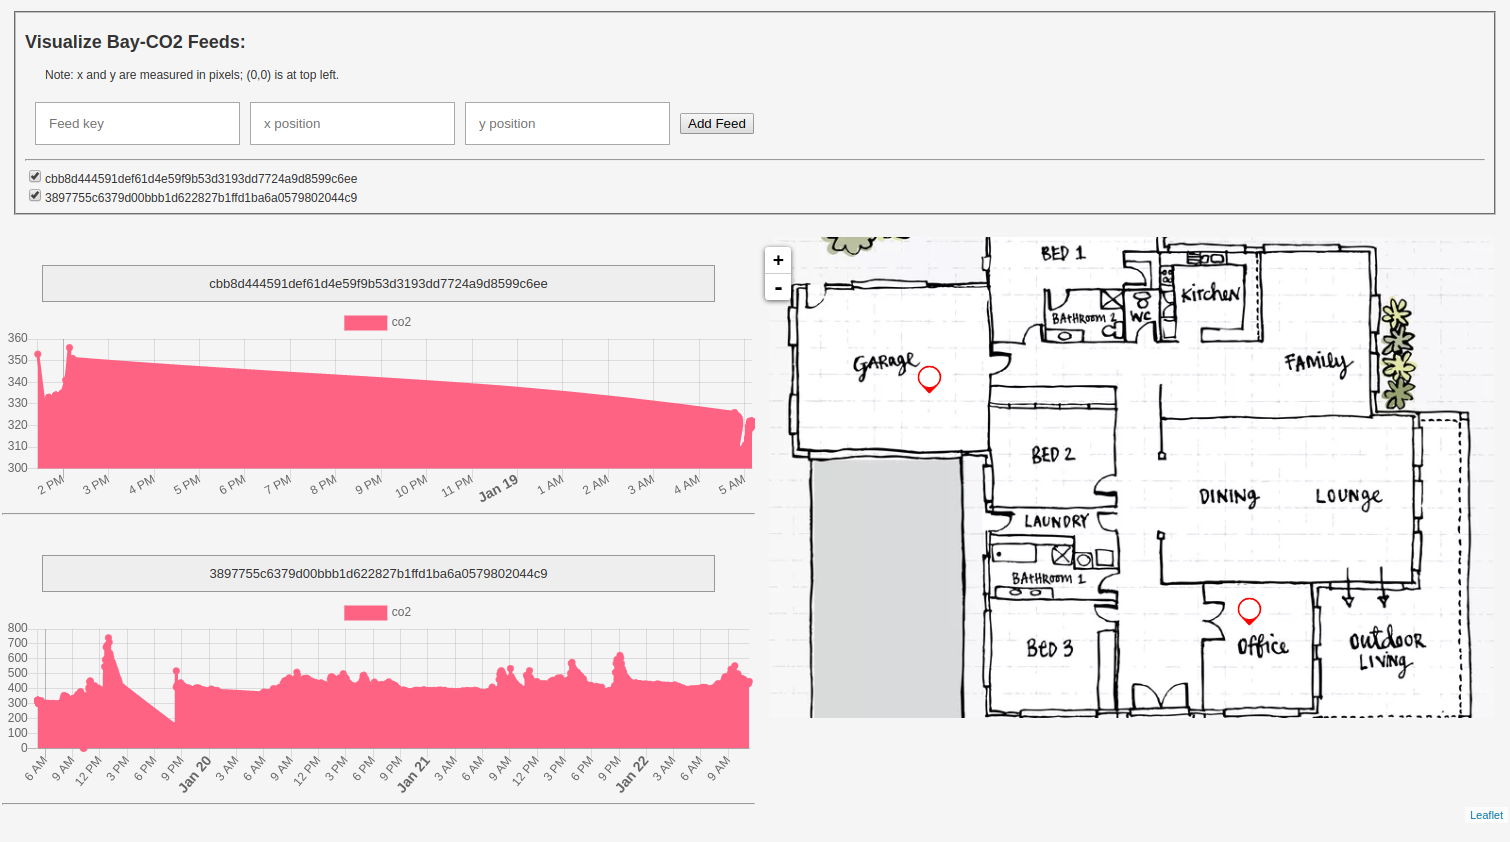 Visualize Bay-CO2 Feeds:
Note: x and y are measured in pixels; (0,0) is at top left.
Feed key
x position
y position
Add Feed
cbb8d444591def61d4e59f9b53d3193dd7724a9d8599c6ee
3897755c6379d00bbb1d622827b1ffd1ba6a0579802044c9
cbb8d444591def61d4e59f9b53d3193dd7724a9d8599c6ee
co2
360
350
340
330
320
310
300
2 PM 3 PM 4 PM 5 PM 6 PM 7 PM 8 PM 9 PM 10 PM 11 PM Jan 19 1 AM 2 AM 3 AM 4 AM 5 AM
3897755c6379d00bbb1d622827b1ffd1ba6a0579802044c9
co2
800
700
600
500
400
300
200
100
0
6 AM 9 AM 12 PM 3 PM 6 PM 9 PM Jan 20 3 AM 6 AM 9 AM 12 PM 3 PM 6 PM 9 PM Jan 21 3 AM 6 AM 9 AM 12 PM 3 PM 6 PM 9 PM Jan 22 3 AM 6 AM 9 AM
+
-
BED 1
BATHROOM 2
WC
Kitchen
GARAGE
FAMILY
BED 2
DINING
LOUNGE
LAUNDRY
BATHROOM 1
BED 3
Office
OUTDOOR
LIVING
Leaflet